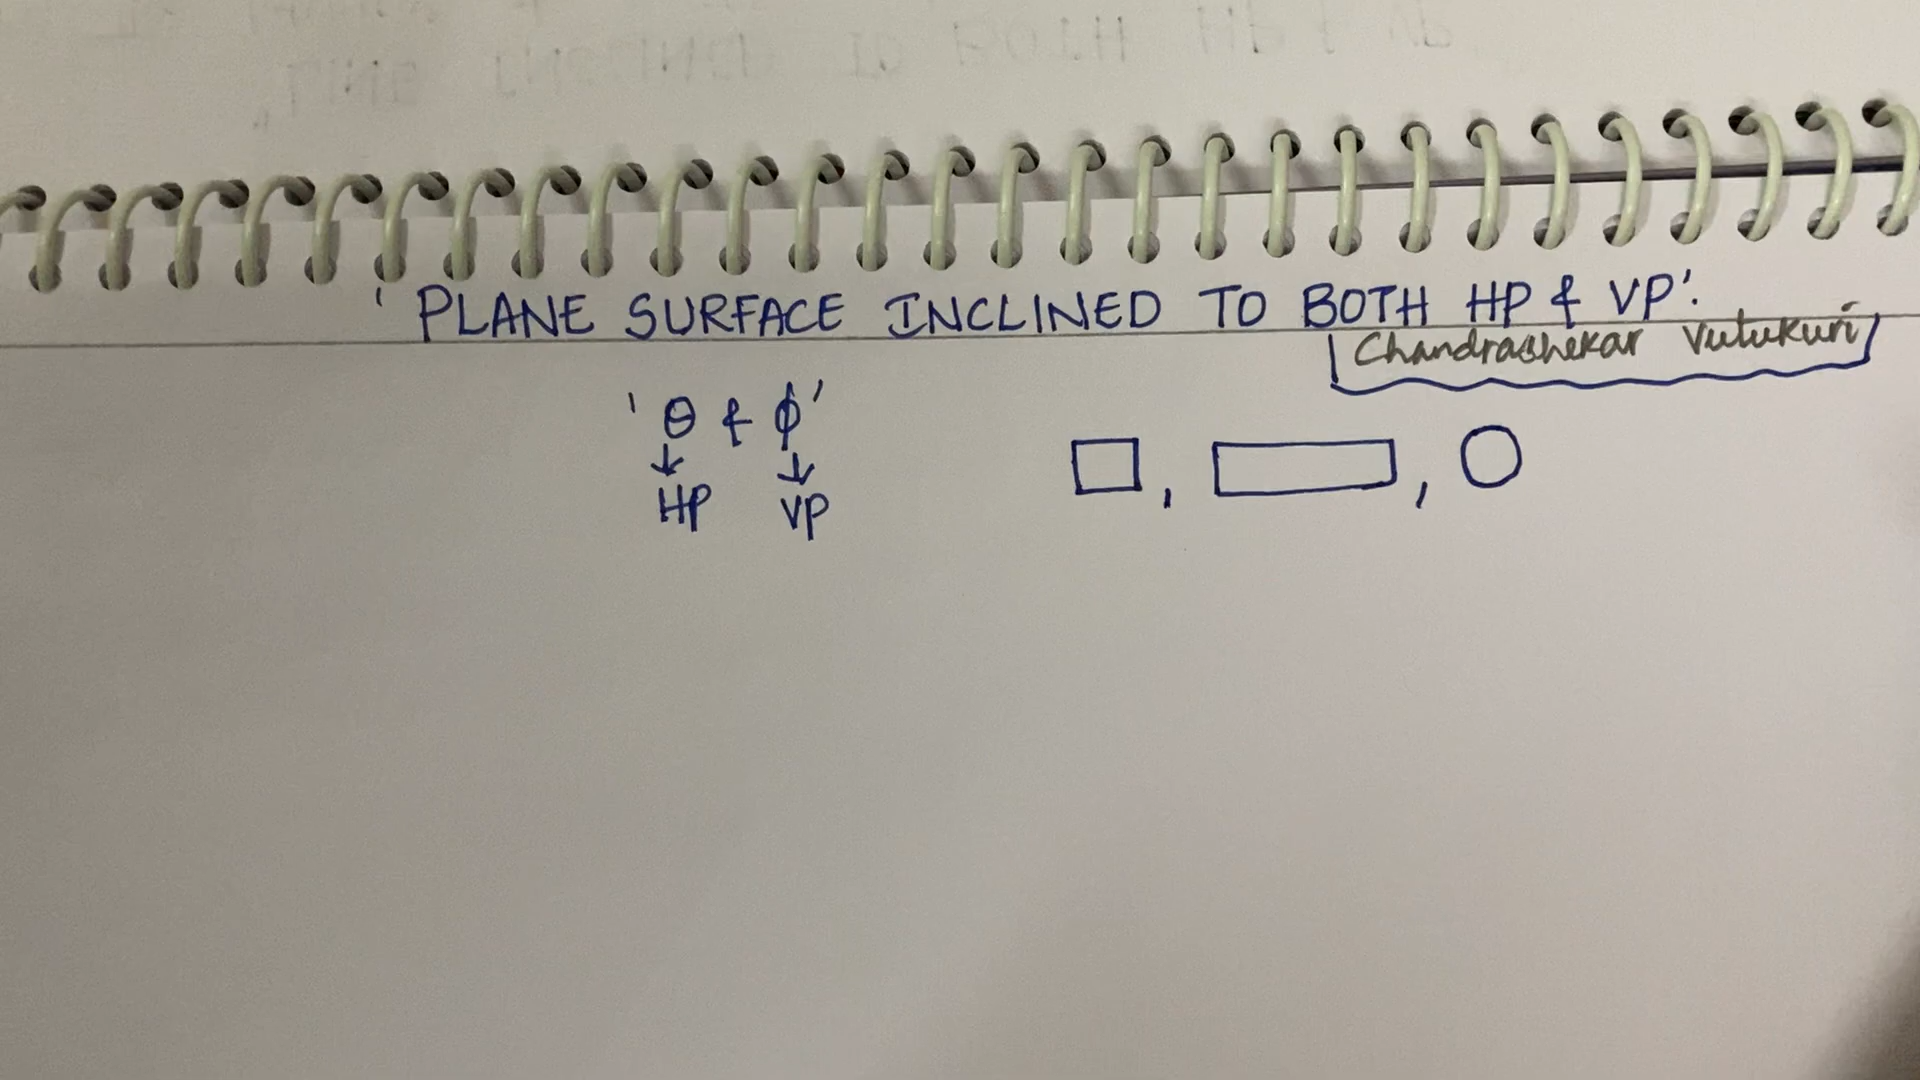 ' PLANE SURFACE INCLINED TO BOTH HP & VP'.
Chandrashekar Vutukuri
' θ & ϕ'
↓ ↓
HP VP